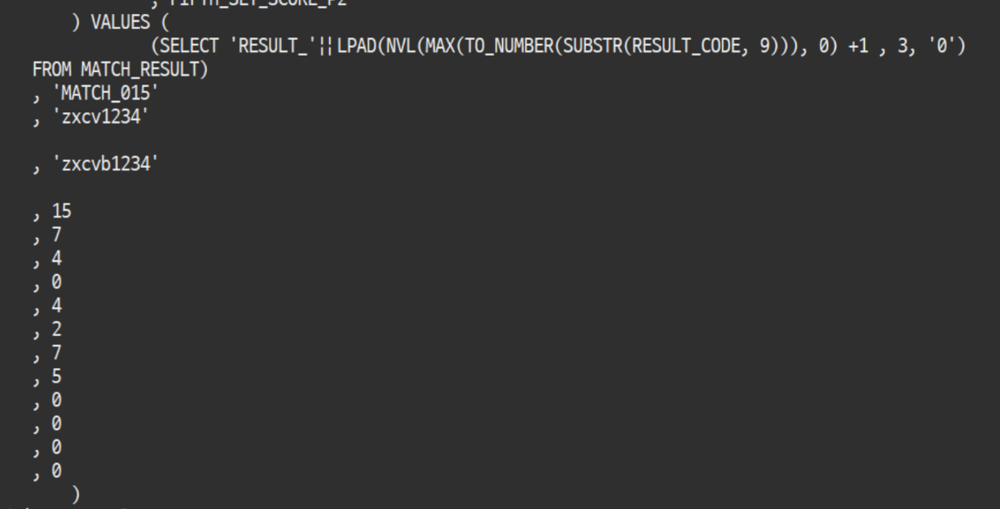 , FIFTH_SET_SCORE_P2
) VALUES (
(SELECT 'RESULT_'||LPAD(NVL(MAX(TO_NUMBER(SUBSTR(RESULT_CODE, 9))), 0) +1 , 3, '0')
FROM MATCH_RESULT)
, 'MATCH_015'
, 'zxcv1234'
, 'zxcvb1234'
, 15
, 7
, 4
, 0
, 4
, 2
, 7
, 5
, 0
, 0
, 0
, 0
)